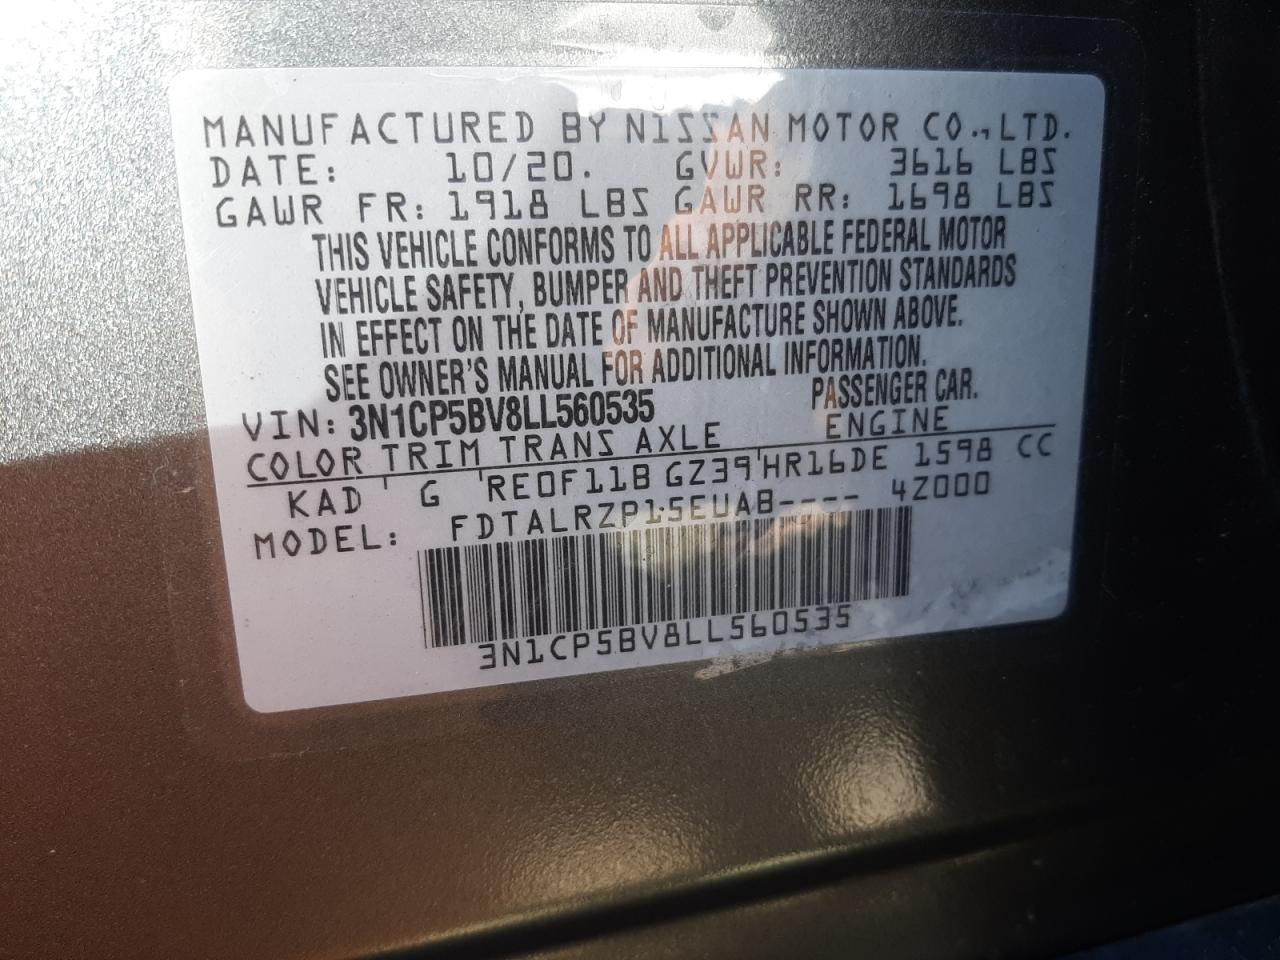 MANUFACTURED BY NISSAN MOTOR CO., LTD.
DATE: 10/20. GVWR: 3616 LBS
GAWR FR: 1918 LBS GAWR RR: 1698 LBS
THIS VEHICLE CONFORMS TO ALL APPLICABLE FEDERAL MOTOR
VEHICLE SAFETY, BUMPER AND THEFT PREVENTION STANDARDS
IN EFFECT ON THE DATE OF MANUFACTURE SHOWN ABOVE.
SEE OWNER'S MANUAL FOR ADDITIONAL INFORMATION.
VIN: 3N1CP5BV8LL560535 PASSENGER CAR.
COLOR TRIM TRANS AXLE ENGINE
KAD ' G 'RE0F11B GZ39'HR16DE 1598 CC
MODEL: FDTALRZP15EUAB---- 4Z000
3N1CP5BV8LL560535